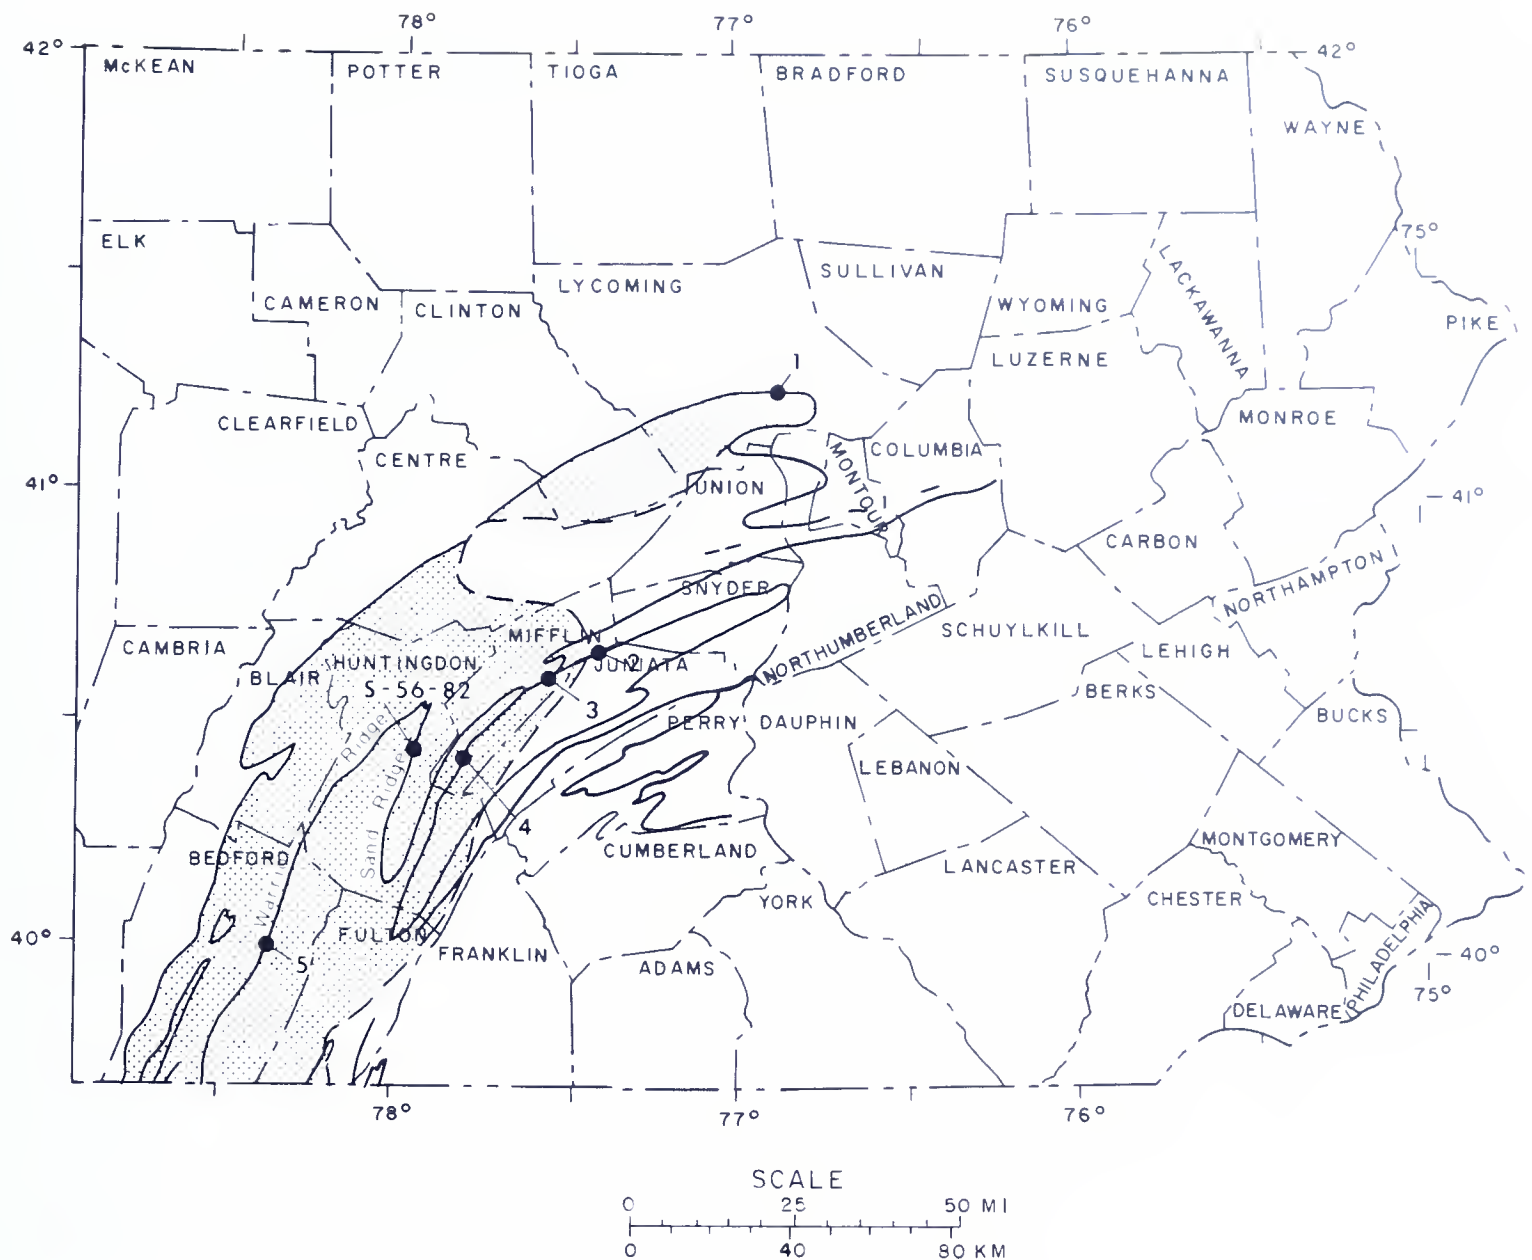 78°
77°
76°
42°
42°
McKEAN
POTTER
TIOGA
BRADFORD
SUSQUEHANNA
WAYNE
ELK
75°
CAMERON
CLINTON
LYCOMING
SULLIVAN
WYOMING
LACKAWANNA
PIKE
LUZERNE
1
CLEARFIELD
MONROE
CENTRE
COLUMBIA
MONTOUR
41°
UNION
41°
CARBON
SNYDER
NORTHAMPTON
NORTHUMBERLAND
SCHUYLKILL
CAMBRIA
MIFFLIN
LEHIGH
BLAIR
HUNTINGDON
2
JUNIATA
S-56-82
BERKS
3
PERRY
DAUPHIN
BUCKS
Ridge
Sand Ridge
LEBANON
4
BEDFORD
CUMBERLAND
LANCASTER
MONTGOMERY
Warrior
YORK
CHESTER
PHILADELPHIA
40°
FULTON
FRANKLIN
ADAMS
40°
5
75°
DELAWARE
78°
77°
76°
SCALE
0 25 50 MI
0 40 80 KM